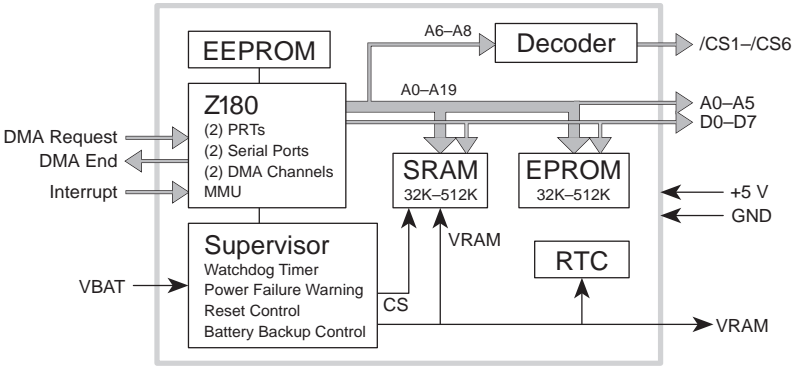 A6–A8
EEPROM
Decoder
/CS1–/CS6
Z180
A0–A19
A0–A5
D0–D7
(2) PRTs
(2) Serial Ports
(2) DMA Channels
MMU
DMA Request
DMA End
Interrupt
SRAM
32K–512K
EPROM
32K–512K
+5 V
GND
Supervisor
Watchdog Timer
Power Failure Warning
Reset Control
Battery Backup Control
VRAM
RTC
VBAT
CS
VRAM